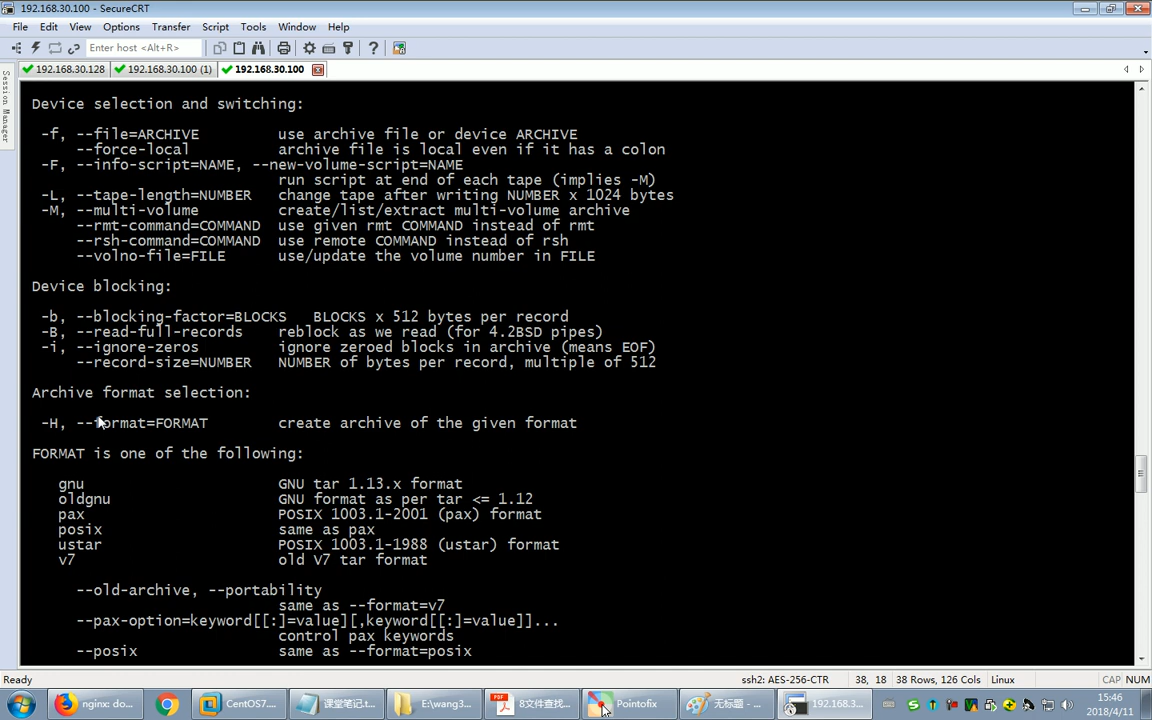 192.168.30.100 - SecureCRT
File Edit View Options Transfer Script Tools Window Help
Enter host <Alt+R>
Session Manager
192.168.30.128 192.168.30.100 (1) 192.168.30.100
Device selection and switching:
-f, --file=ARCHIVE use archive file or device ARCHIVE
--force-local archive file is local even if it has a colon
-F, --info-script=NAME, --new-volume-script=NAME
run script at end of each tape (implies -M)
-L, --tape-length=NUMBER change tape after writing NUMBER x 1024 bytes
-M, --multi-volume create/list/extract multi-volume archive
--rmt-command=COMMAND use given rmt COMMAND instead of rmt
--rsh-command=COMMAND use remote COMMAND instead of rsh
--volno-file=FILE use/update the volume number in FILE
Device blocking:
-b, --blocking-factor=BLOCKS BLOCKS x 512 bytes per record
-B, --read-full-records reblock as we read (for 4.2BSD pipes)
-i, --ignore-zeros ignore zeroed blocks in archive (means EOF)
--record-size=NUMBER NUMBER of bytes per record, multiple of 512
Archive format selection:
-H, --format=FORMAT create archive of the given format
FORMAT is one of the following:
gnu GNU tar 1.13.x format
oldgnu GNU format as per tar <= 1.12
pax POSIX 1003.1-2001 (pax) format
posix same as pax
ustar POSIX 1003.1-1988 (ustar) format
v7 old V7 tar format
--old-archive, --portability
same as --format=v7
--pax-option=keyword[[:]=value][,keyword[[:]=value]]...
control pax keywords
--posix same as --format=posix
Ready ssh2: AES-256-CTR 38, 18 38 Rows, 126 Cols Linux CAP NUM
nginx: do... CentOS7.... 课堂笔记.t... E:\wang3... 8文件查找... Pointofix 无标题 - ... 192.168.3... 15:46
2018/4/11